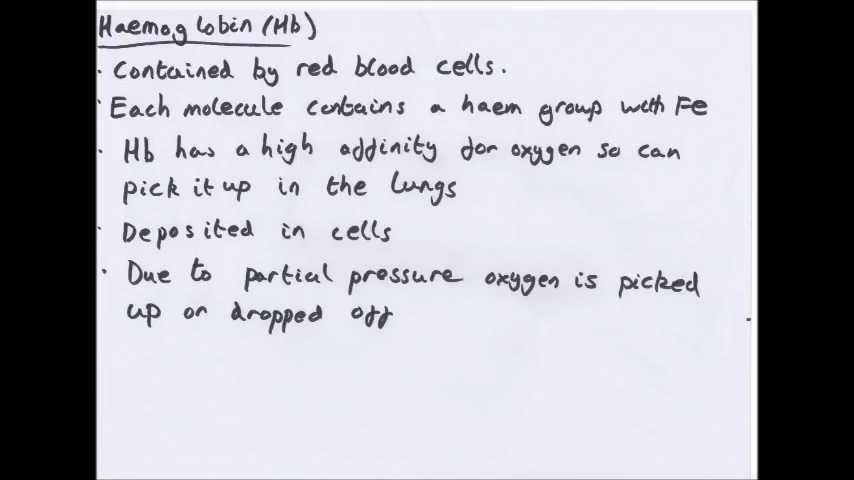 Haemoglobin (Hb)
· Contained by red blood cells.
· Each molecule contains a haem group with Fe
· Hb has a high affinity for oxygen so can
pick it up in the lungs
· Deposited in cells
· Due to partial pressure oxygen is picked
up or dropped off